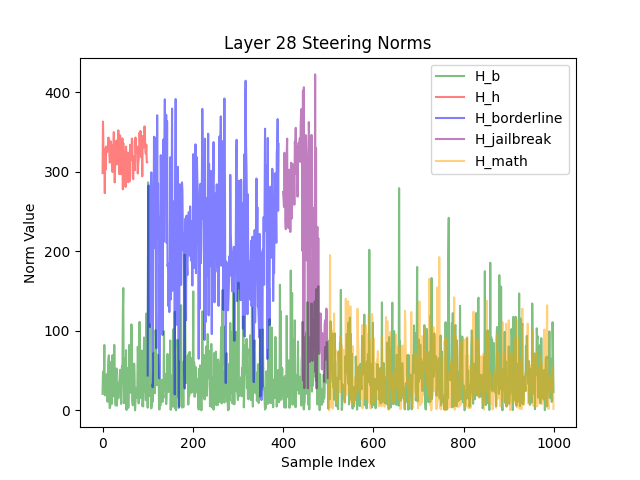 Layer 28 Steering Norms
Norm Value
400
300
200
100
0
0
200
400
600
800
1000
Sample Index
H_b
H_h
H_borderline
H_jailbreak
H_math